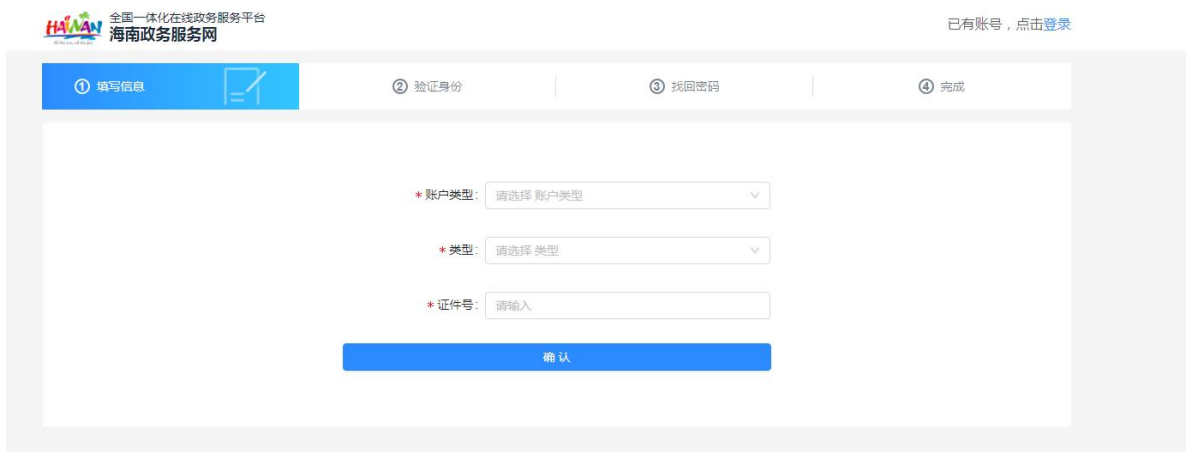 HAINAN
全国一体化在线政务服务平台
海南政务服务网
已有账号，点击登录
① 填写信息
② 验证身份
③ 找回密码
④ 完成
* 账户类型: 请选择 账户类型
* 类型: 请选择 类型
* 证件号: 请输入
确 认